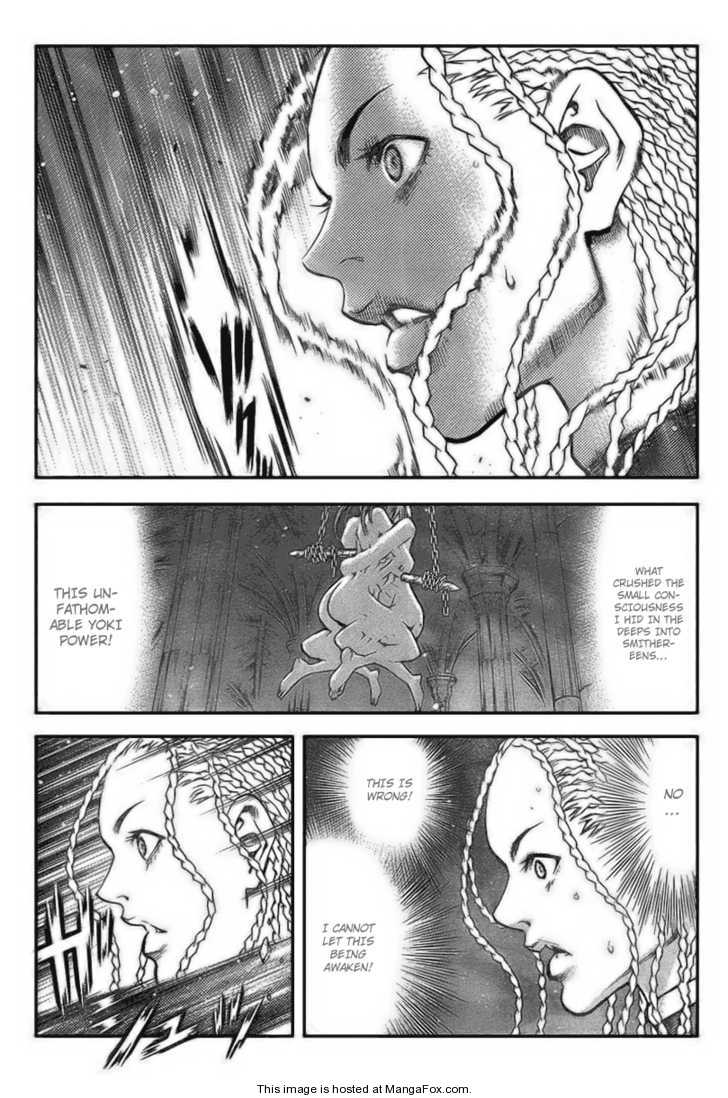 WHAT
CRUSHED THE
SMALL CON-
SCIOUSNESS
I HID IN THE
DEEPS INTO
SMITHER-
EENS...
THIS UN-
FATHOM-
ABLE YOKI
POWER!
NO
...
THIS IS
WRONG!
I CANNOT
LET THIS
BEING
AWAKEN!
This image is hosted at MangaFox.com.